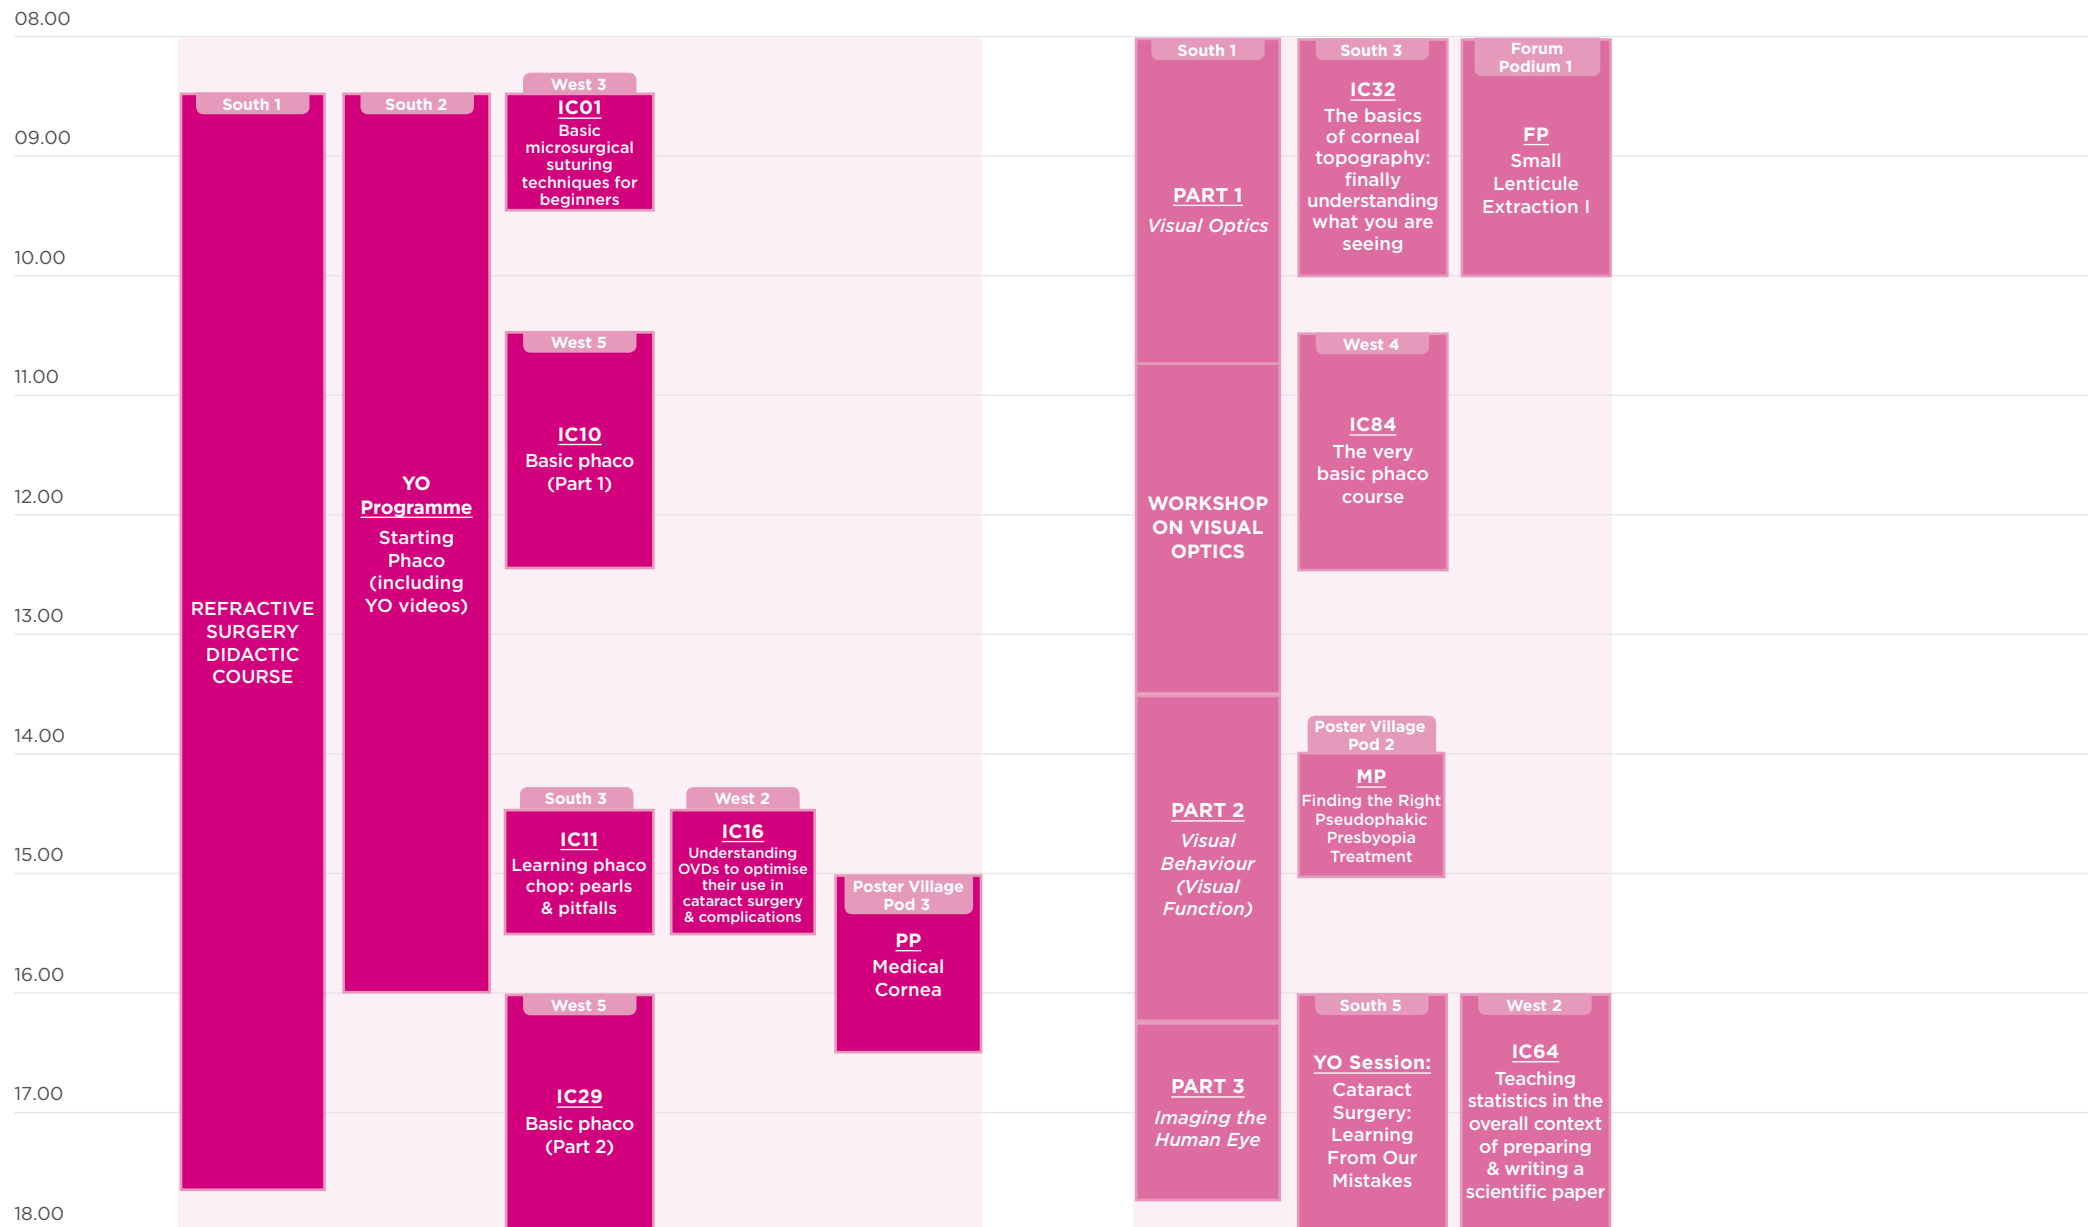 08.00
09.00
10.00
11.00
12.00
13.00
14.00
15.00
16.00
17.00
18.00
South 1
REFRACTIVE
SURGERY
DIDACTIC
COURSE
South 2
YO
Programme
Starting
Phaco
(including
YO videos)
West 3
IC01
Basic
microsurgical
suturing
techniques for
beginners
West 5
IC10
Basic phaco
(Part 1)
South 3
IC11
Learning phaco
chop: pearls
& pitfalls
West 5
IC29
Basic phaco
(Part 2)
West 2
IC16
Understanding
OVDs to optimise
their use in
cataract surgery
& complications
Poster Village
Pod 3
PP
Medical
Cornea
South 1
PART 1
Visual Optics
WORKSHOP
ON VISUAL
OPTICS
PART 2
Visual
Behaviour
(Visual
Function)
PART 3
Imaging the
Human Eye
South 3
IC32
The basics
of corneal
topography:
finally
understanding
what you are
seeing
West 4
IC84
The very
basic phaco
course
Poster Village
Pod 2
MP
Finding the Right
Pseudophakic
Presbyopia
Treatment
South 5
YO Session:
Cataract
Surgery:
Learning
From Our
Mistakes
Forum
Podium 1
FP
Small
Lenticule
Extraction I
West 2
IC64
Teaching
statistics in the
overall context
of preparing
& writing a
scientific paper